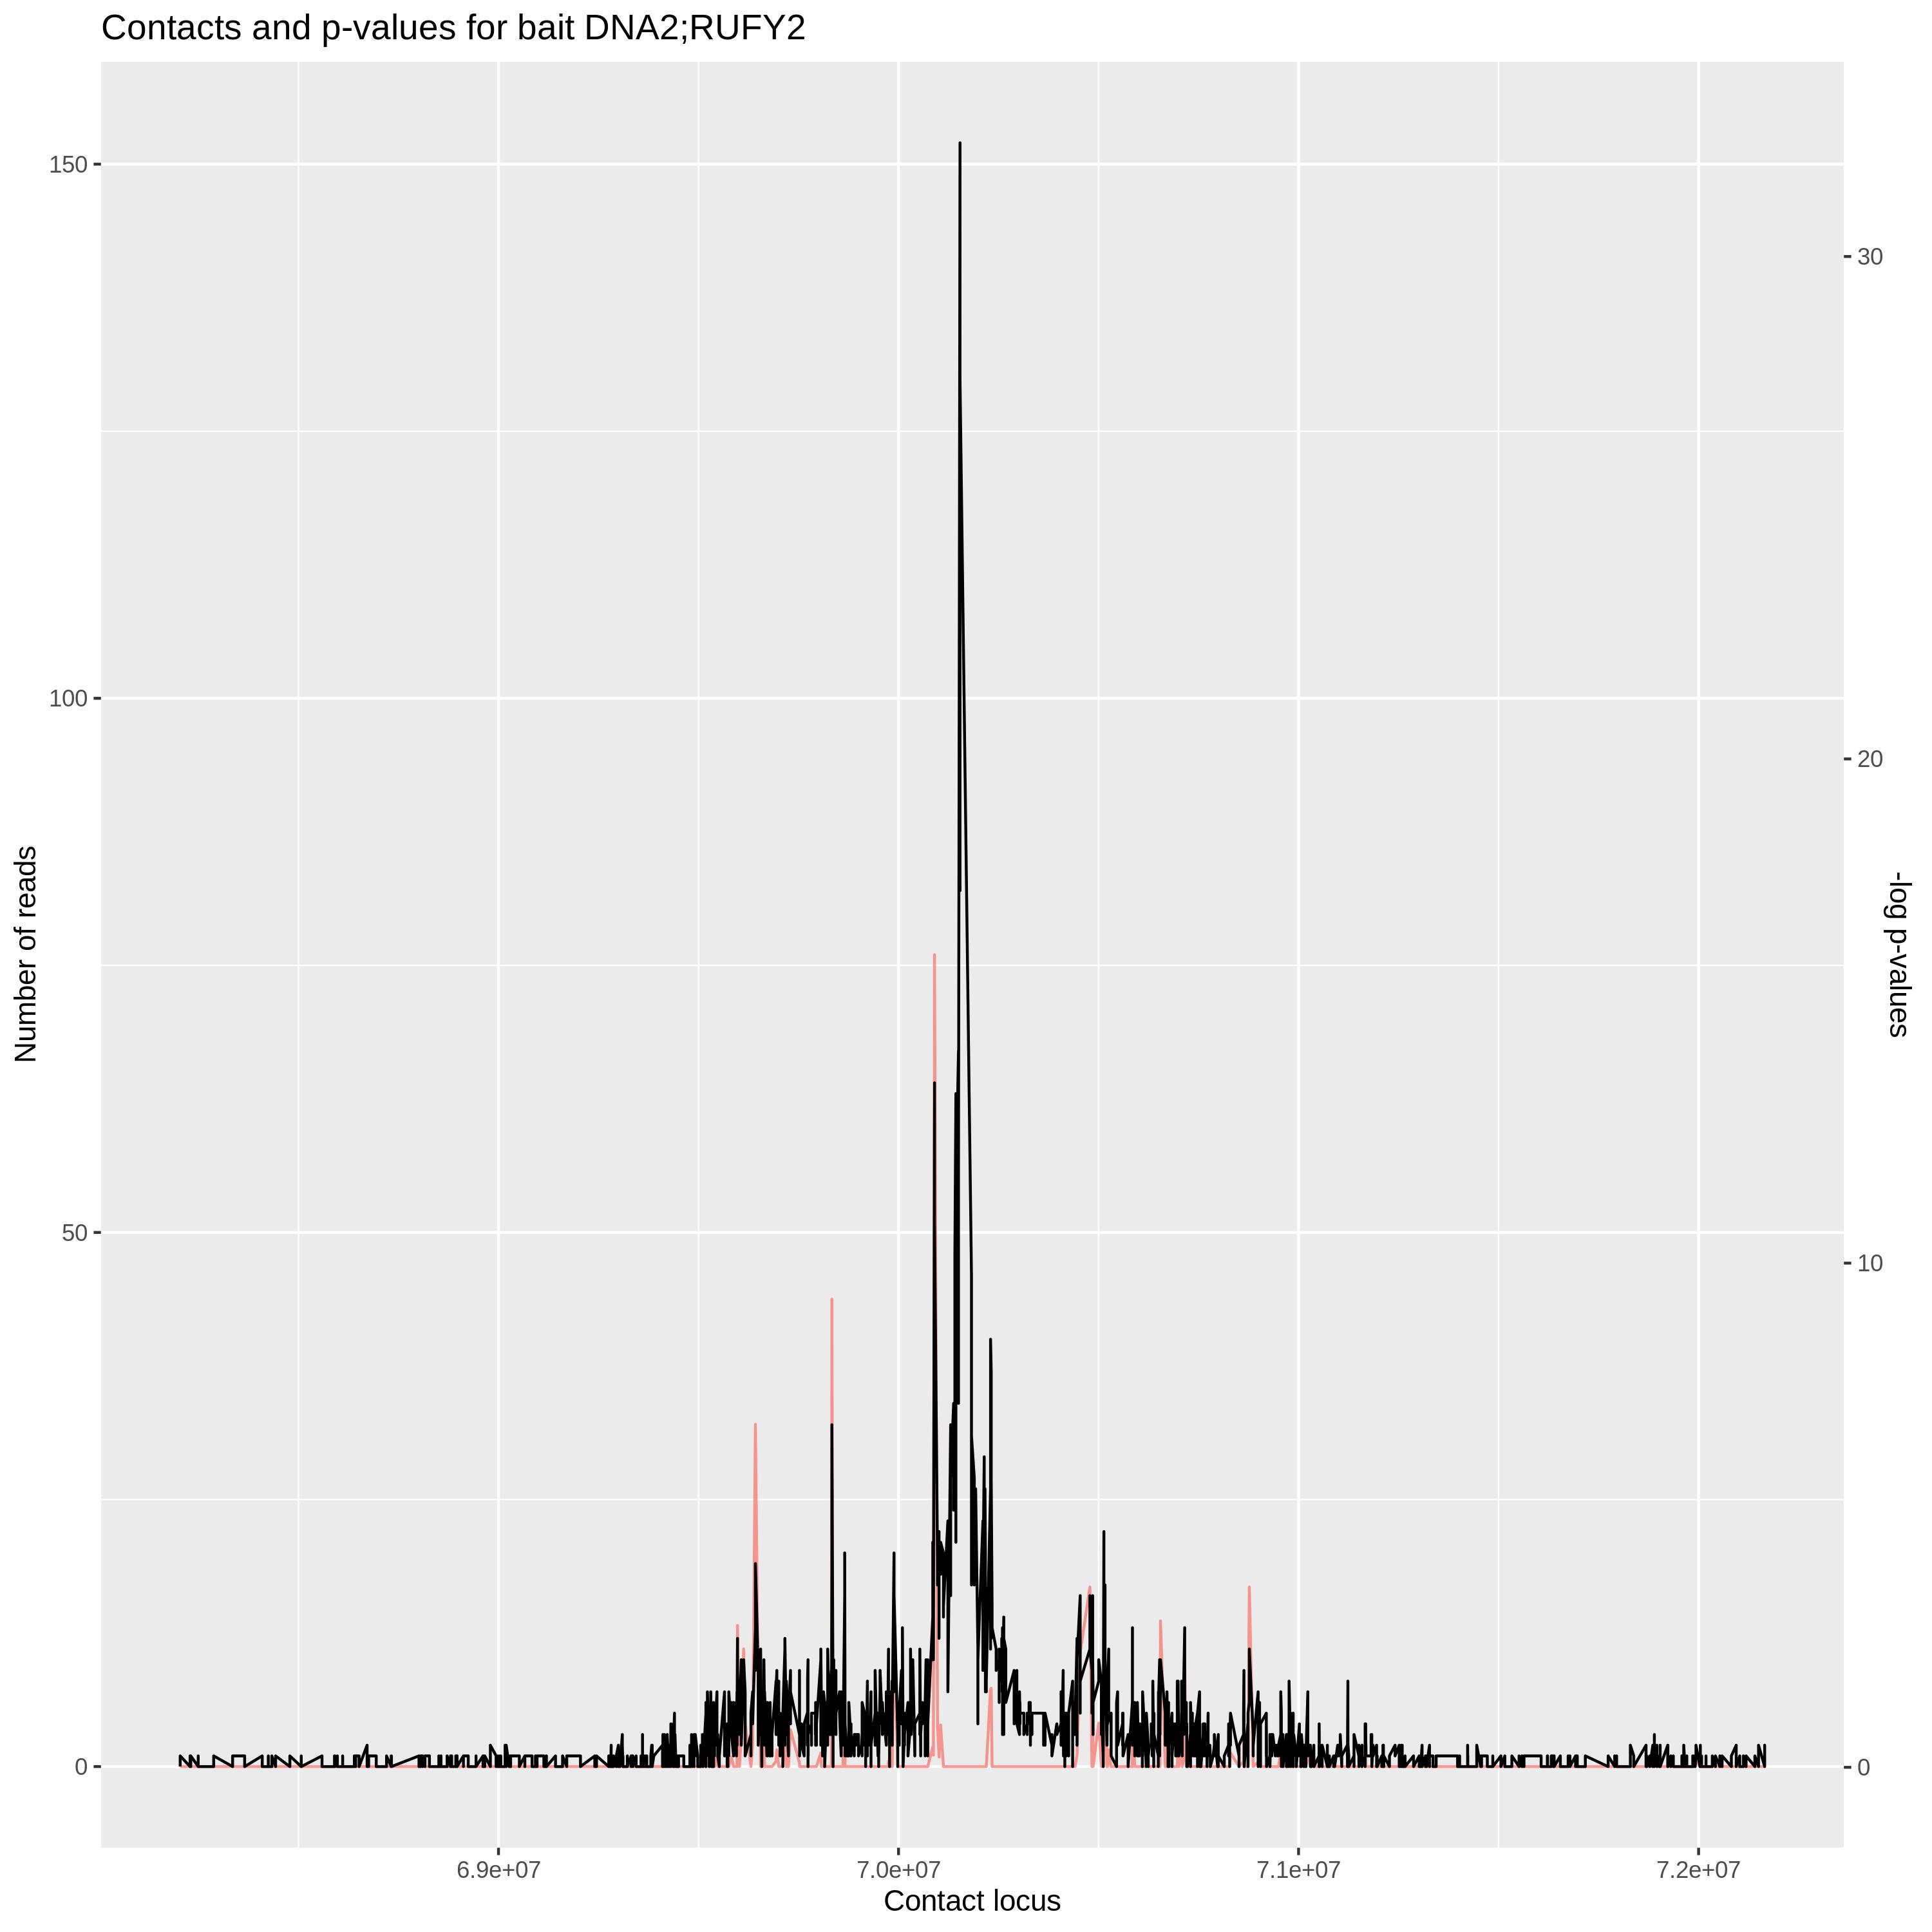 Contacts and p-values for bait DNA2;RUFY2
150
100
50
0
Number of reads
30
20
10
0
-log p-values
6.9e+07
7.0e+07
7.1e+07
7.2e+07
Contact locus